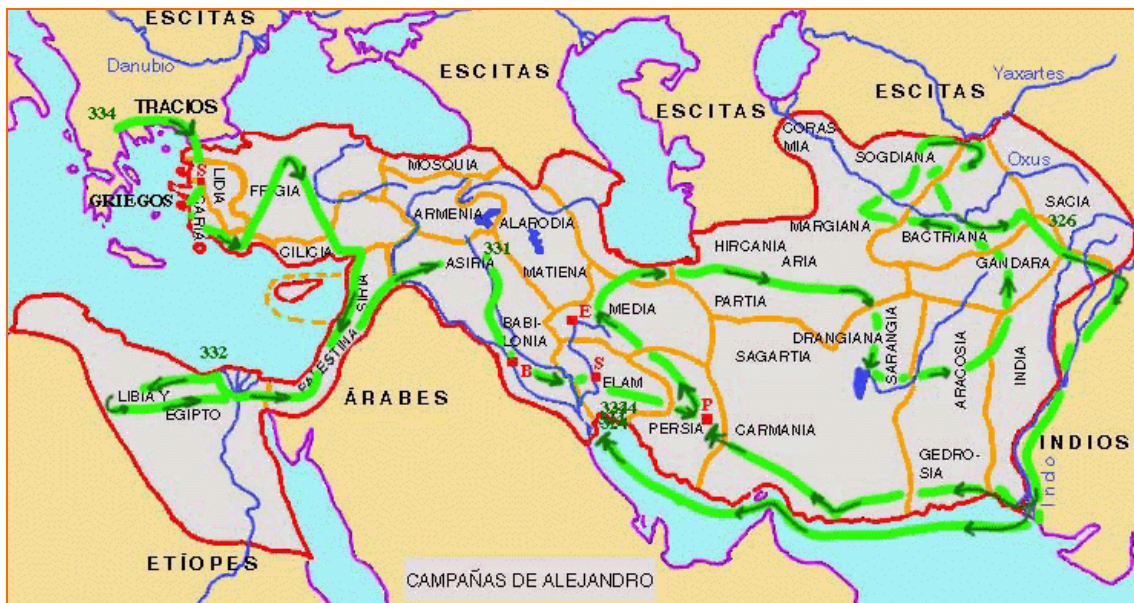 ESCITAS
ESCITAS
Danubio
ESCITAS
Yaxartes
334
TRACIOS
ESCITAS
ESCITAS
CORAS
MIA
SOGDIANA
Oxus
MOSQUIA
S
LIDIA
FRIGIA
GRIEGOS
CARIA
ARMENIA
ALARODIA
SACIA
326
MARGIANA
BACTRIANA
CILICIA
331
HIRCANIA
ARIA
ASIRIA
MATIENA
GANDARA
SIRIA
MEDIA
PARTIA
E
BABI-
LONIA
DRANGIANA
SARANGIA
ARACOSIA
INDIA
332
PALESTINA
SAGARTIA
B
S
ELAM
LIBIA Y
EGIPTO
ÁRABES
324
P
PERSIA
CARMANIA
GEDRO-
SIA
INDIOS
Indo
ETÍOPES
CAMPAÑAS DE ALEJANDRO